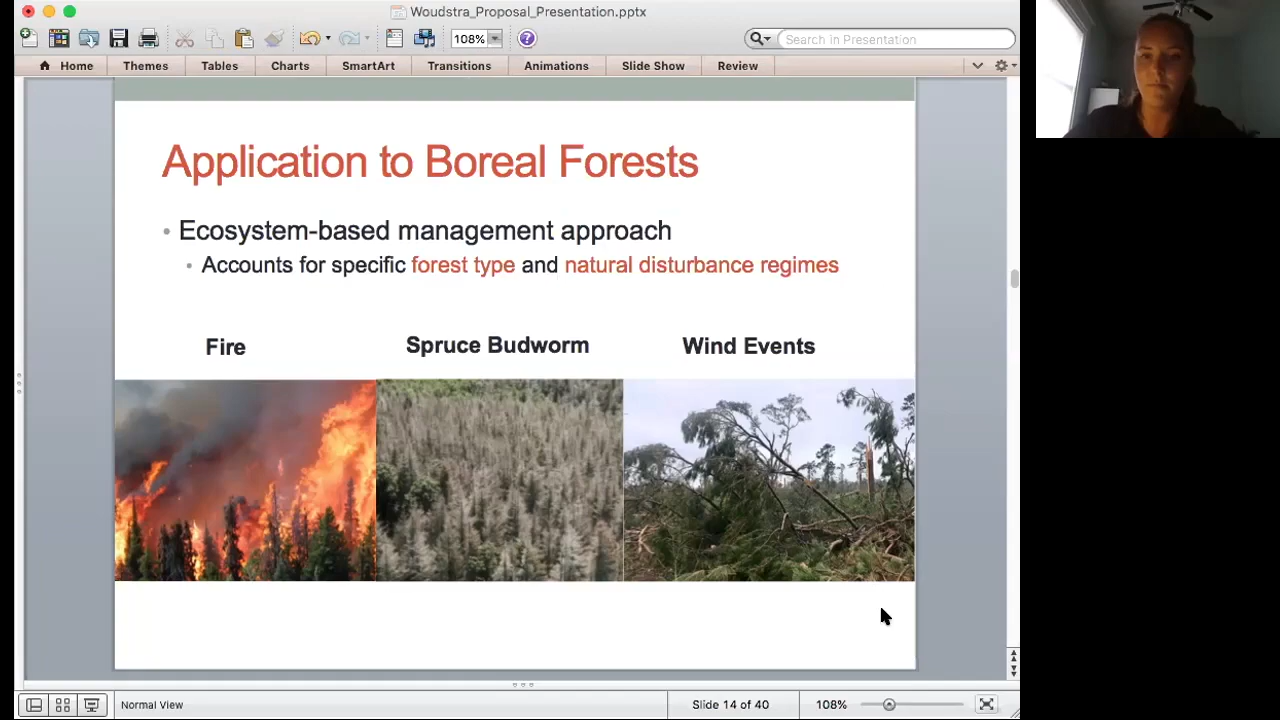 Woudstra_Proposal_Presentation.pptx
108%
Search in Presentation
Home Themes Tables Charts SmartArt Transitions Animations Slide Show Review
Application to Boreal Forests
• Ecosystem-based management approach
• Accounts for specific forest type and natural disturbance regimes
Fire Spruce Budworm Wind Events
Normal View Slide 14 of 40 108%